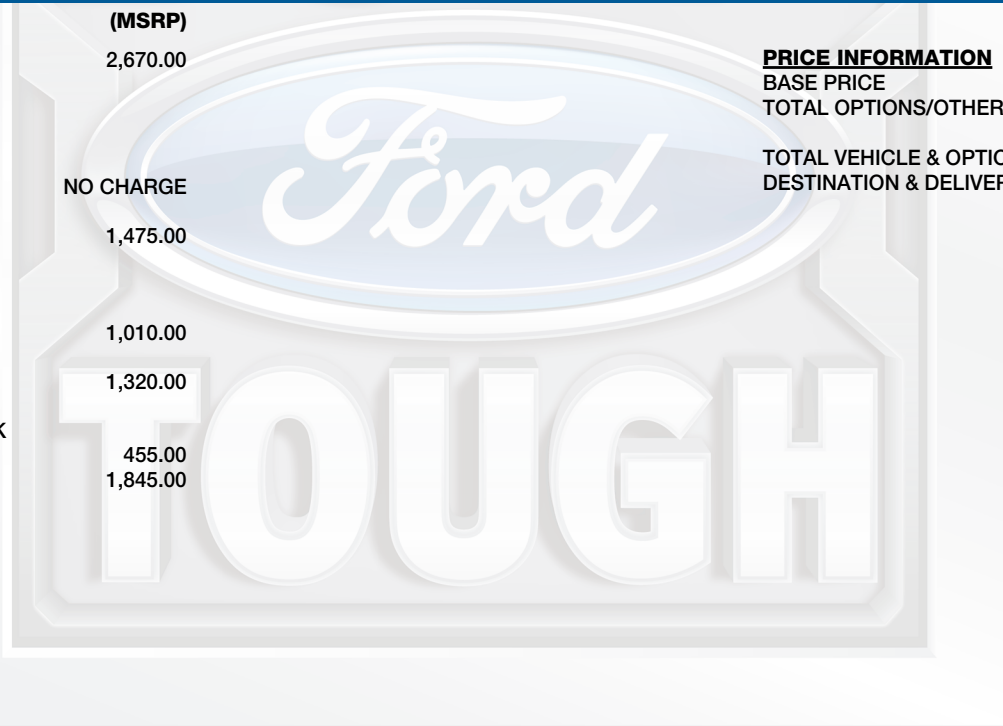 (MSRP)
2,670.00
NO CHARGE
1,475.00
1,010.00
1,320.00
K
455.00
1,845.00
PRICE INFORMATION
BASE PRICE
TOTAL OPTIONS/OTHER
TOTAL VEHICLE & OPTIO
DESTINATION & DELIVER
Ford
TOUGH